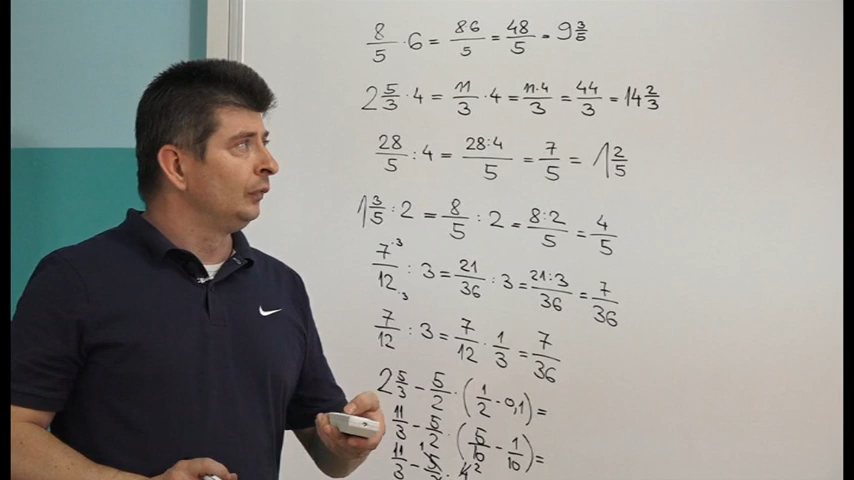 8/5 · 6 = 86/5 = 48/5 = 9 3/5
2 5/3 · 4 = 11/3 · 4 = 11·4/3 = 44/3 = 14 2/3
28/5 : 4 = 28:4/5 = 7/5 = 1 2/5
1 3/5 : 2 = 8/5 : 2 = 8:2/5 = 4/5
7·3/12·3 : 3 = 21/36 : 3 = 21:3/36 = 7/36
7/12 : 3 = 7/12 · 1/3 = 7/36
2 5/3 - 5/2 · (1/2 - 0,1) =
11/3 - 5/2 · (5/10 - 1/10) =
11/3 -